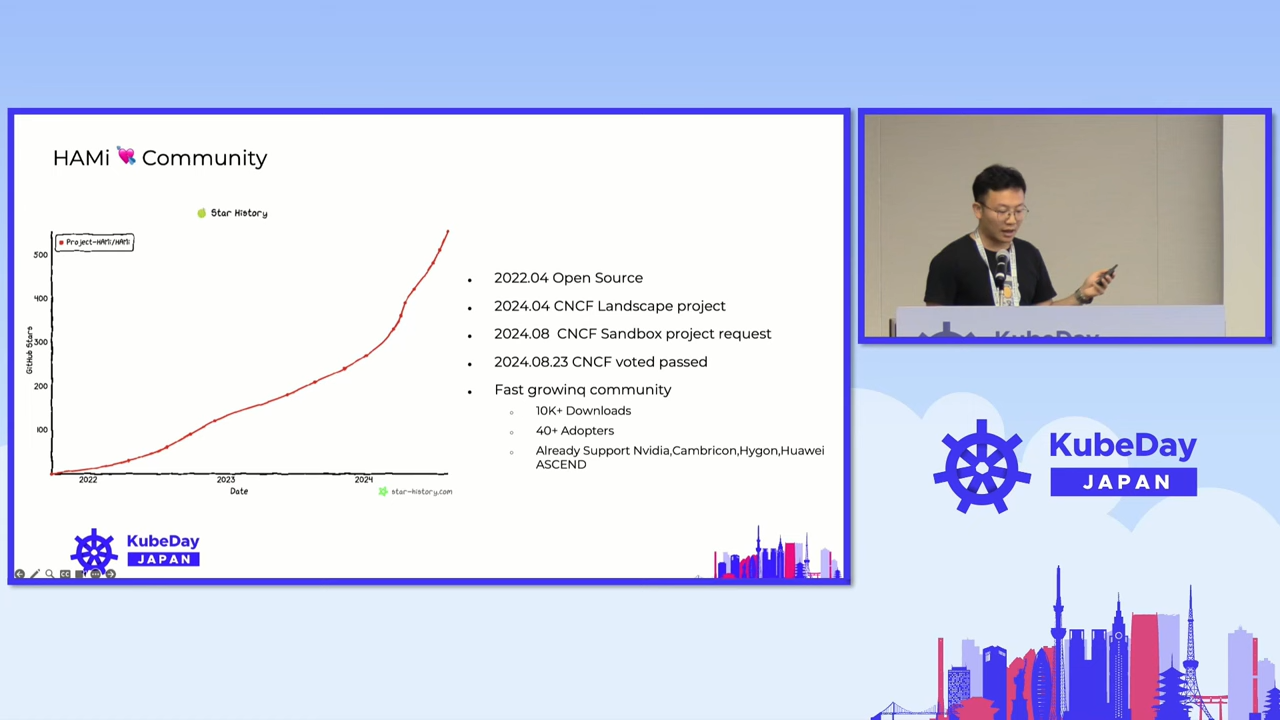 HAMi 💘 Community
Star History
Project-HAMi/HAMi
500
400
300
200
100
GitHub Stars
2022
2023
2024
Date
star-history.com
• 2022.04 Open Source
• 2024.04 CNCF Landscape project
• 2024.08 CNCF Sandbox project request
• 2024.08.23 CNCF voted passed
• Fast growing community
○ 10K+ Downloads
○ 40+ Adopters
○ Already Support Nvidia,Cambricon,Hygon,Huawei
ASCEND
KubeDay
JAPAN
KubeDay
KubeDay
JAPAN